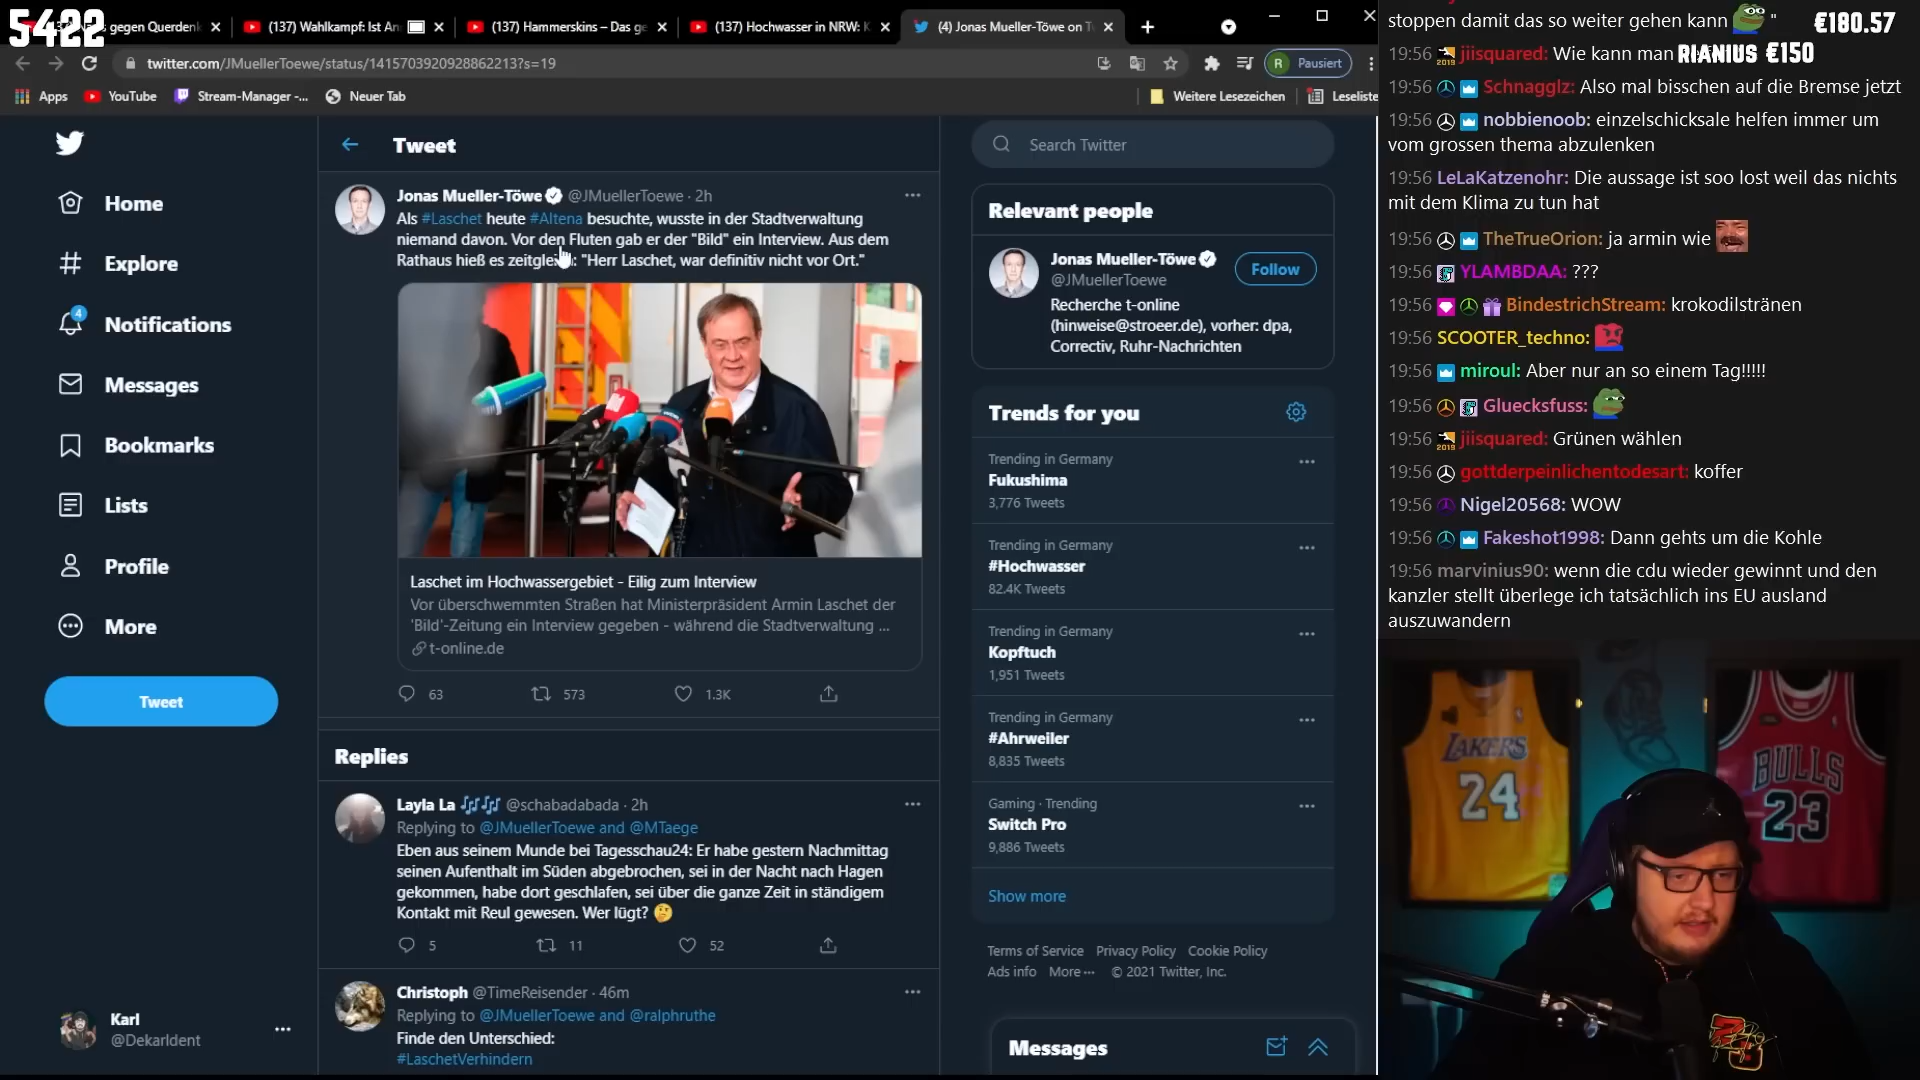 5422
gegen Querdenk
(137) Wahlkampf: Ist An
(137) Hammerskins – Das ge
(137) Hochwasser in NRW: K
(4) Jonas Mueller-Töwe on T
twitter.com/JMuellerToewe/status/1415703920928862213?s=19
R Pausiert
Apps
YouTube
Stream-Manager -...
Neuer Tab
Weitere Lesezeichen
Leseliste
Home
Explore
4
Notifications
Messages
Bookmarks
Lists
Profile
More
Tweet
Karl
@Dekarldent
Tweet
Jonas Mueller-Töwe @JMuellerToewe · 2h
Als #Laschet heute #Altena besuchte, wusste in der Stadtverwaltung
niemand davon. Vor den Fluten gab er der "Bild" ein Interview. Aus dem
Rathaus hieß es zeitgleich: "Herr Laschet, war definitiv nicht vor Ort."
Laschet im Hochwassergebiet - Eilig zum Interview
Vor überschwemmten Straßen hat Ministerpräsident Armin Laschet der
'Bild'-Zeitung ein Interview gegeben - während die Stadtverwaltung ...
t-online.de
63
573
1.3K
Replies
Layla La @schabadabada · 2h
Replying to @JMuellerToewe and @MTaege
Eben aus seinem Munde bei Tagesschau24: Er habe gestern Nachmittag
seinen Aufenthalt im Süden abgebrochen, sei in der Nacht nach Hagen
gekommen, habe dort geschlafen, sei über die ganze Zeit in ständigem
Kontakt mit Reul gewesen. Wer lügt? 🤔
5
11
52
Christoph @TimeReisender · 46m
Replying to @JMuellerToewe and @ralphruthe
Finde den Unterschied:
#LaschetVerhindern
Search Twitter
Relevant people
Jonas Mueller-Töwe
@JMuellerToewe
Follow
Recherche t-online
(hinweise@stroeer.de), vorher: dpa,
Correctiv, Ruhr-Nachrichten
Trends for you
Trending in Germany
Fukushima
3,776 Tweets
Trending in Germany
#Hochwasser
82.4K Tweets
Trending in Germany
Kopftuch
1,951 Tweets
Trending in Germany
#Ahrweiler
8,835 Tweets
Gaming · Trending
Switch Pro
9,886 Tweets
Show more
Terms of Service Privacy Policy Cookie Policy
Ads info More ··· © 2021 Twitter, Inc.
Messages
stoppen damit das so weiter gehen kann "
€180.57
RIANIUS €150
19:56 jiisquared: Wie kann man
19:56 Schnagglz: Also mal bisschen auf die Bremse jetzt
19:56 nobbienoob: einzelschicksale helfen immer um
vom grossen thema abzulenken
19:56 LeLaKatzenohr: Die aussage ist soo lost weil das nichts
mit dem Klima zu tun hat
19:56 TheTrueOrion: ja armin wie
19:56 YLAMBDAA: ???
19:56 BindestrichStream: krokodilstränen
19:56 SCOOTER_techno:
19:56 miroul: Aber nur an so einem Tag!!!!!
19:56 Gluecksfuss:
19:56 jiisquared: Grünen wählen
19:56 gottderpeinlichentodesart: koffer
19:56 Nigel20568: WOW
19:56 Fakeshot1998: Dann gehts um die Kohle
19:56 marvinius90: wenn die cdu wieder gewinnt und den
kanzler stellt überlege ich tatsächlich ins EU ausland
auszuwandern
LAKERS
24
BULLS
23